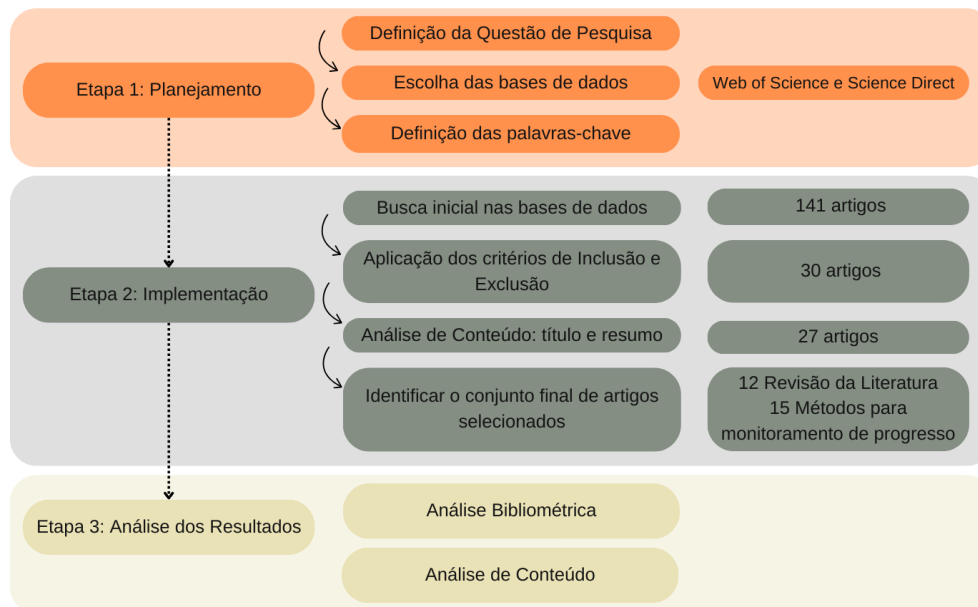 Definição da Questão de Pesquisa
Etapa 1: Planejamento
Escolha das bases de dados
Web of Science e Science Direct
Definição das palavras-chave
Busca inicial nas bases de dados
141 artigos
Etapa 2: Implementação
Aplicação dos critérios de Inclusão e
Exclusão
30 artigos
Análise de Conteúdo: título e resumo
27 artigos
Identificar o conjunto final de artigos
selecionados
12 Revisão da Literatura
15 Métodos para
monitoramento de progresso
Etapa 3: Análise dos Resultados
Análise Bibliométrica
Análise de Conteúdo